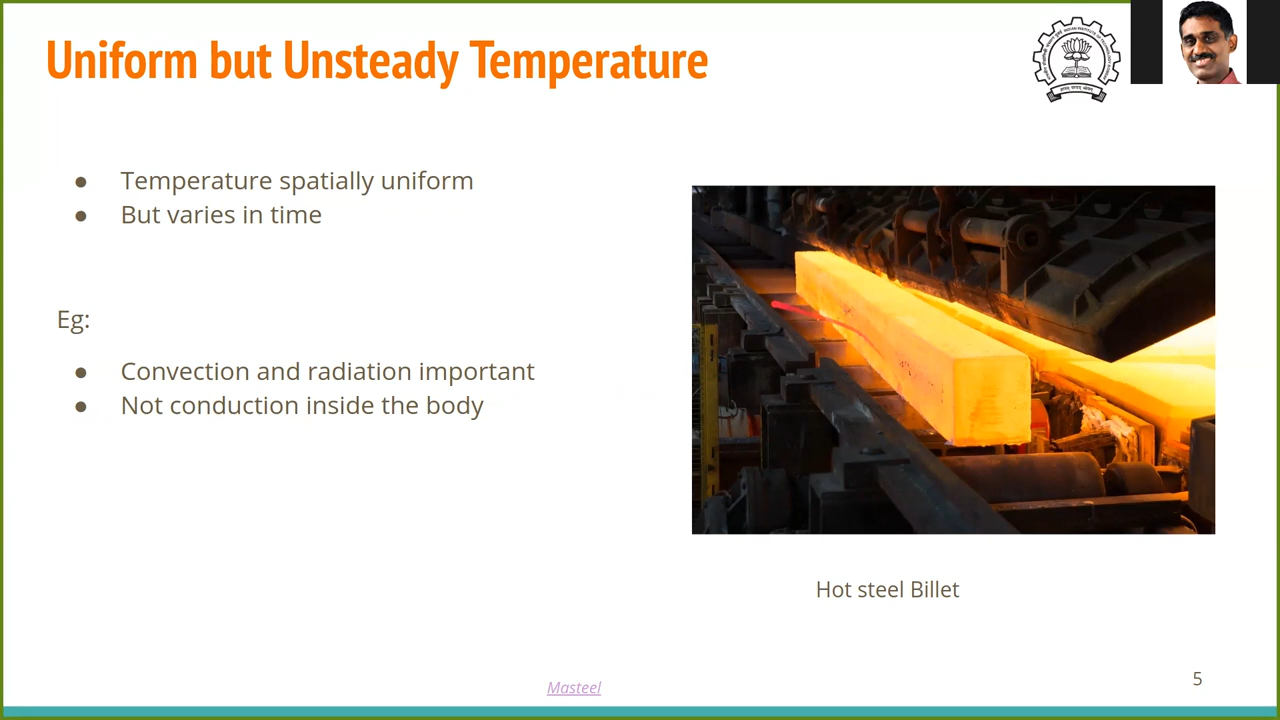 Uniform but Unsteady Temperature
● Temperature spatially uniform
● But varies in time
Eg:
● Convection and radiation important
● Not conduction inside the body
Hot steel Billet
Masteel
5